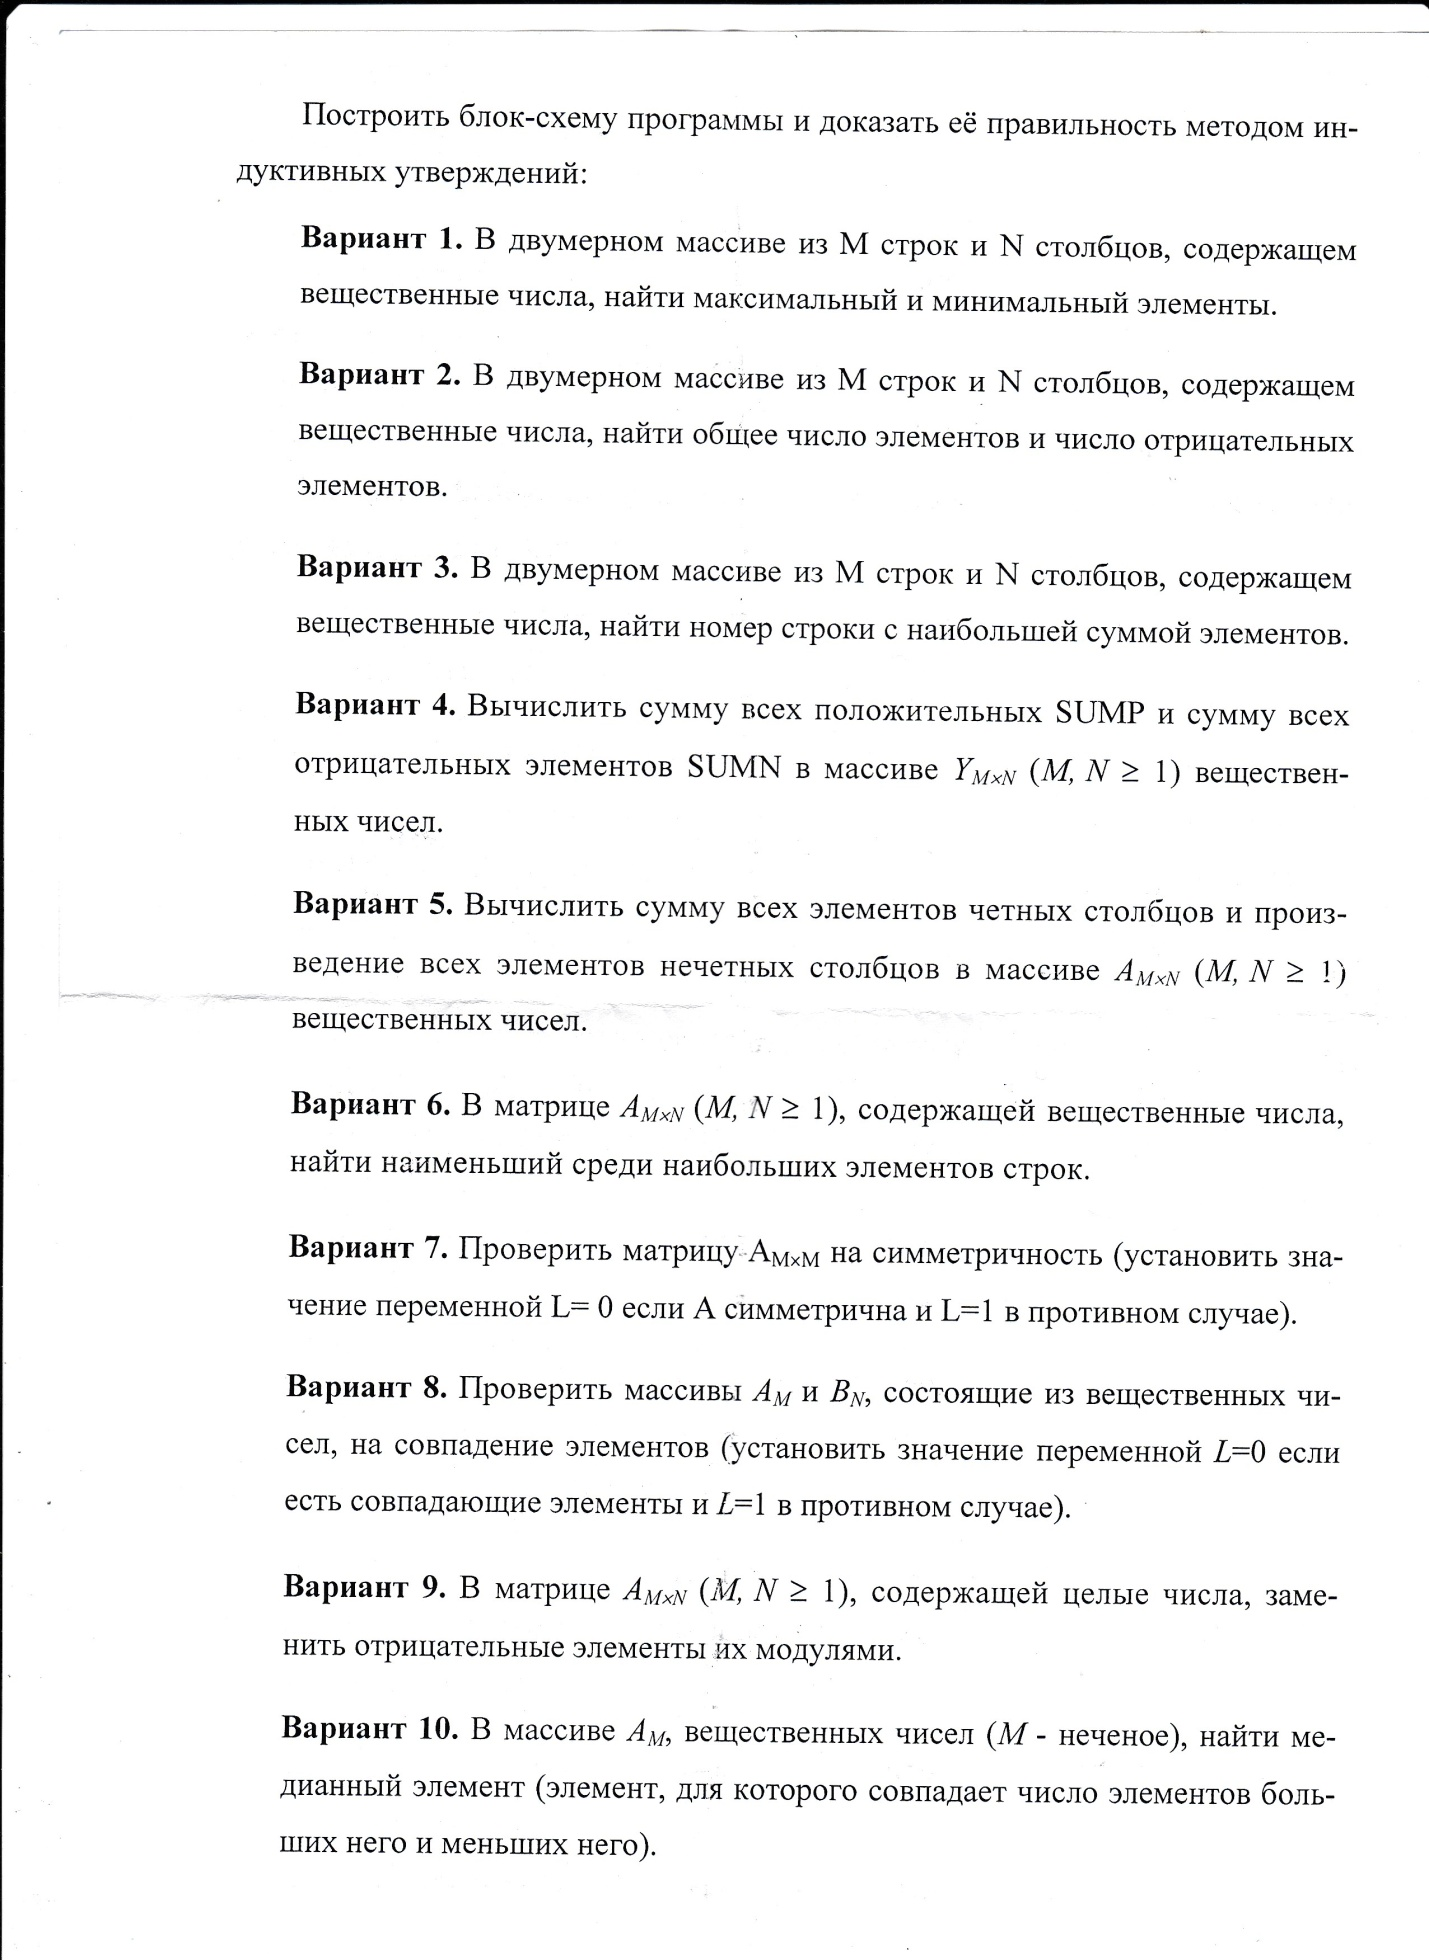 Построить блок-схему программы и доказать её правильность методом ин-
дуктивных утверждений:
Вариант 1. В двумерном массиве из M строк и N столбцов, содержащем
вещественные числа, найти максимальный и минимальный элементы.
Вариант 2. В двумерном массиве из M строк и N столбцов, содержащем
вещественные числа, найти общее число элементов и число отрицательных
элементов.
Вариант 3. В двумерном массиве из M строк и N столбцов, содержащем
вещественные числа, найти номер строки с наибольшей суммой элементов.
Вариант 4. Вычислить сумму всех положительных SUMP и сумму всех
отрицательных элементов SUMN в массиве YM×N (M, N ≥ 1) веществен-
ных чисел.
Вариант 5. Вычислить сумму всех элементов четных столбцов и произ-
ведение всех элементов нечетных столбцов в массиве AM×N (M, N ≥ 1)
вещественных чисел.
Вариант 6. В матрице AM×N (M, N ≥ 1), содержащей вещественные числа,
найти наименьший среди наибольших элементов строк.
Вариант 7. Проверить матрицу AM×M на симметричность (установить зна-
чение переменной L= 0 если A симметрична и L=1 в противном случае).
Вариант 8. Проверить массивы AM и BN, состоящие из вещественных чи-
сел, на совпадение элементов (установить значение переменной L=0 если
есть совпадающие элементы и L=1 в противном случае).
Вариант 9. В матрице AM×N (M, N ≥ 1), содержащей целые числа, заме-
нить отрицательные элементы их модулями.
Вариант 10. В массиве AM, вещественных чисел (M - неченое), найти ме-
дианный элемент (элемент, для которого совпадает число элементов боль-
ших него и меньших него).